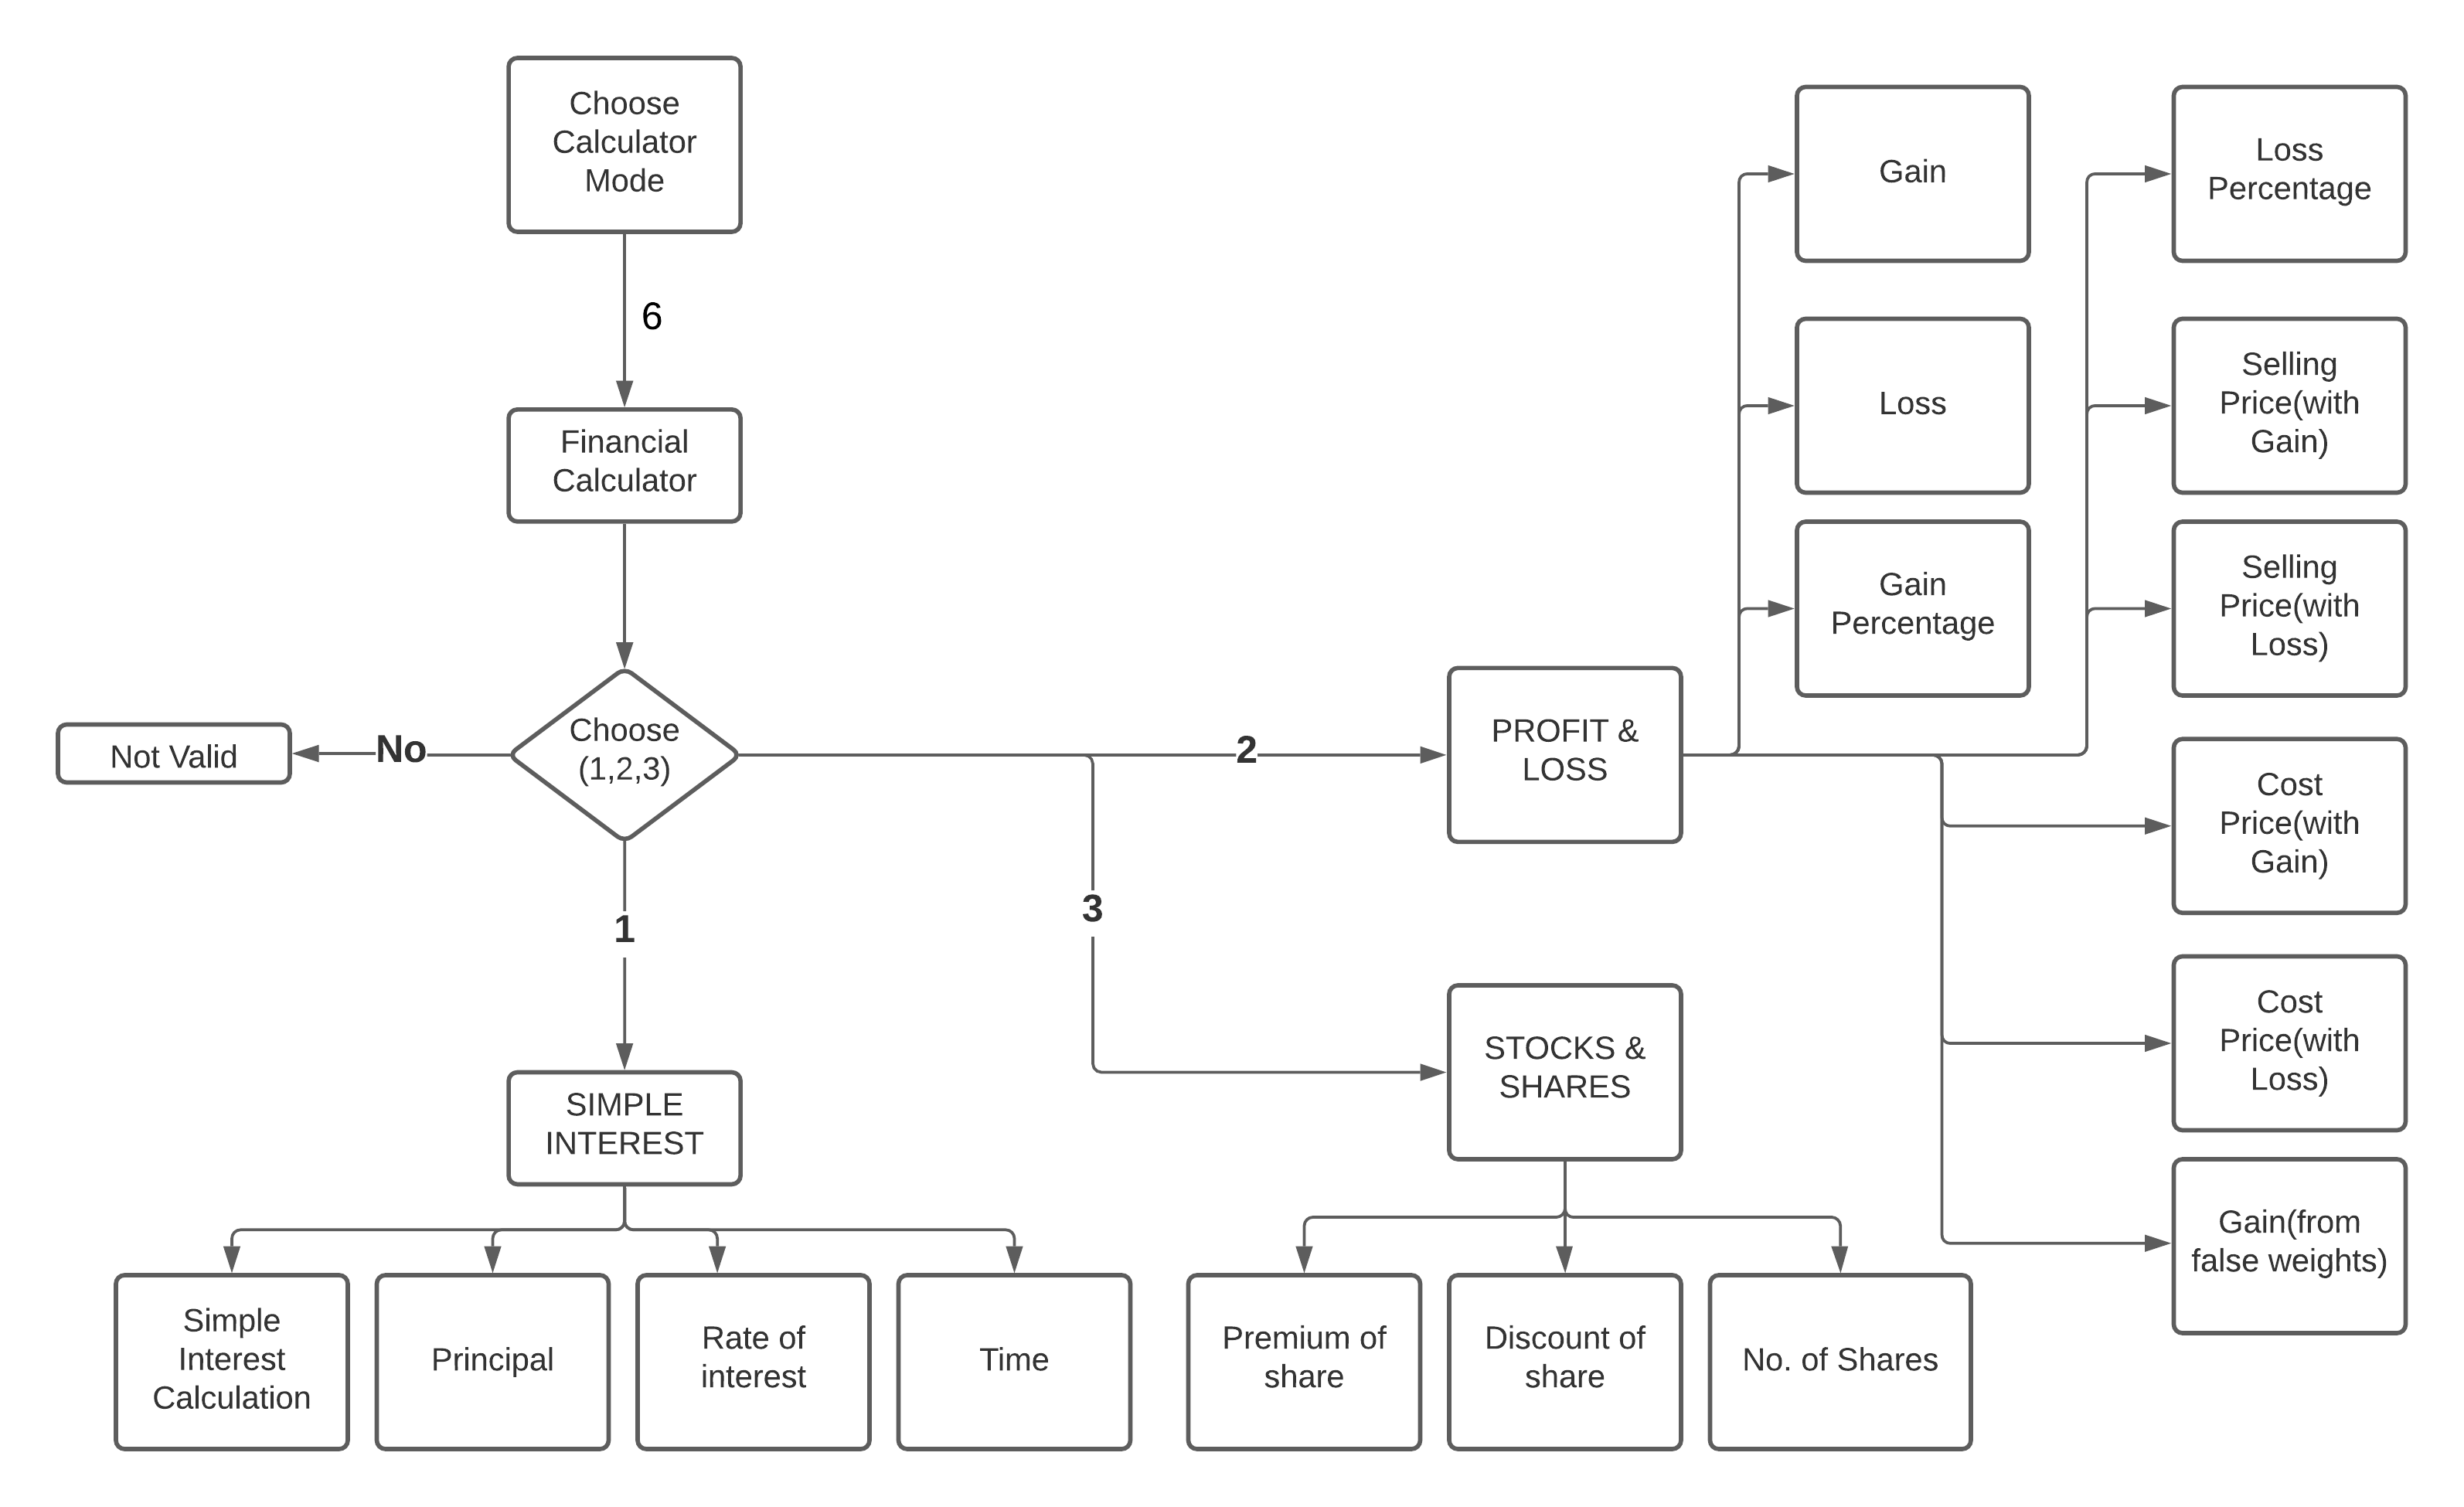 Choose
Calculator
Mode
6
Financial
Calculator
Choose
(1,2,3)
No
Not Valid
1
2
3
SIMPLE
INTEREST
Simple
Interest
Calculation
Principal
Rate of
interest
Time
PROFIT &
LOSS
Gain
Loss
Gain
Percentage
Loss
Percentage
Selling
Price(with
Gain)
Selling
Price(with
Loss)
Cost
Price(with
Gain)
Cost
Price(with
Loss)
Gain(from
false weights)
STOCKS &
SHARES
Premium of
share
Discount of
share
No. of Shares